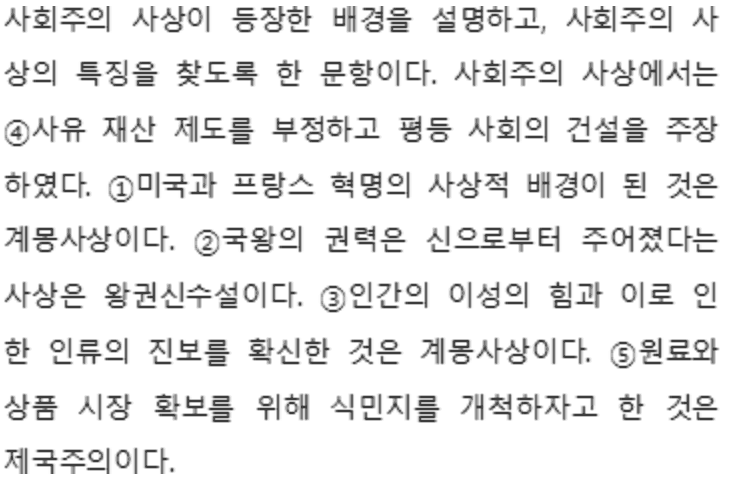 사회주의 사상이 등장한 배경을 설명하고, 사회주의 사
상의 특징을 찾도록 한 문항이다. 사회주의 사상에서는
④사유 재산 제도를 부정하고 평등 사회의 건설을 주장
하였다. ①미국과 프랑스 혁명의 사상적 배경이 된 것은
계몽사상이다. ②국왕의 권력은 신으로부터 주어졌다는
사상은 왕권신수설이다. ③인간의 이성의 힘과 이로 인
한 인류의 진보를 확신한 것은 계몽사상이다. ⑤원료와
상품 시장 확보를 위해 식민지를 개척하자고 한 것은
제국주의이다.